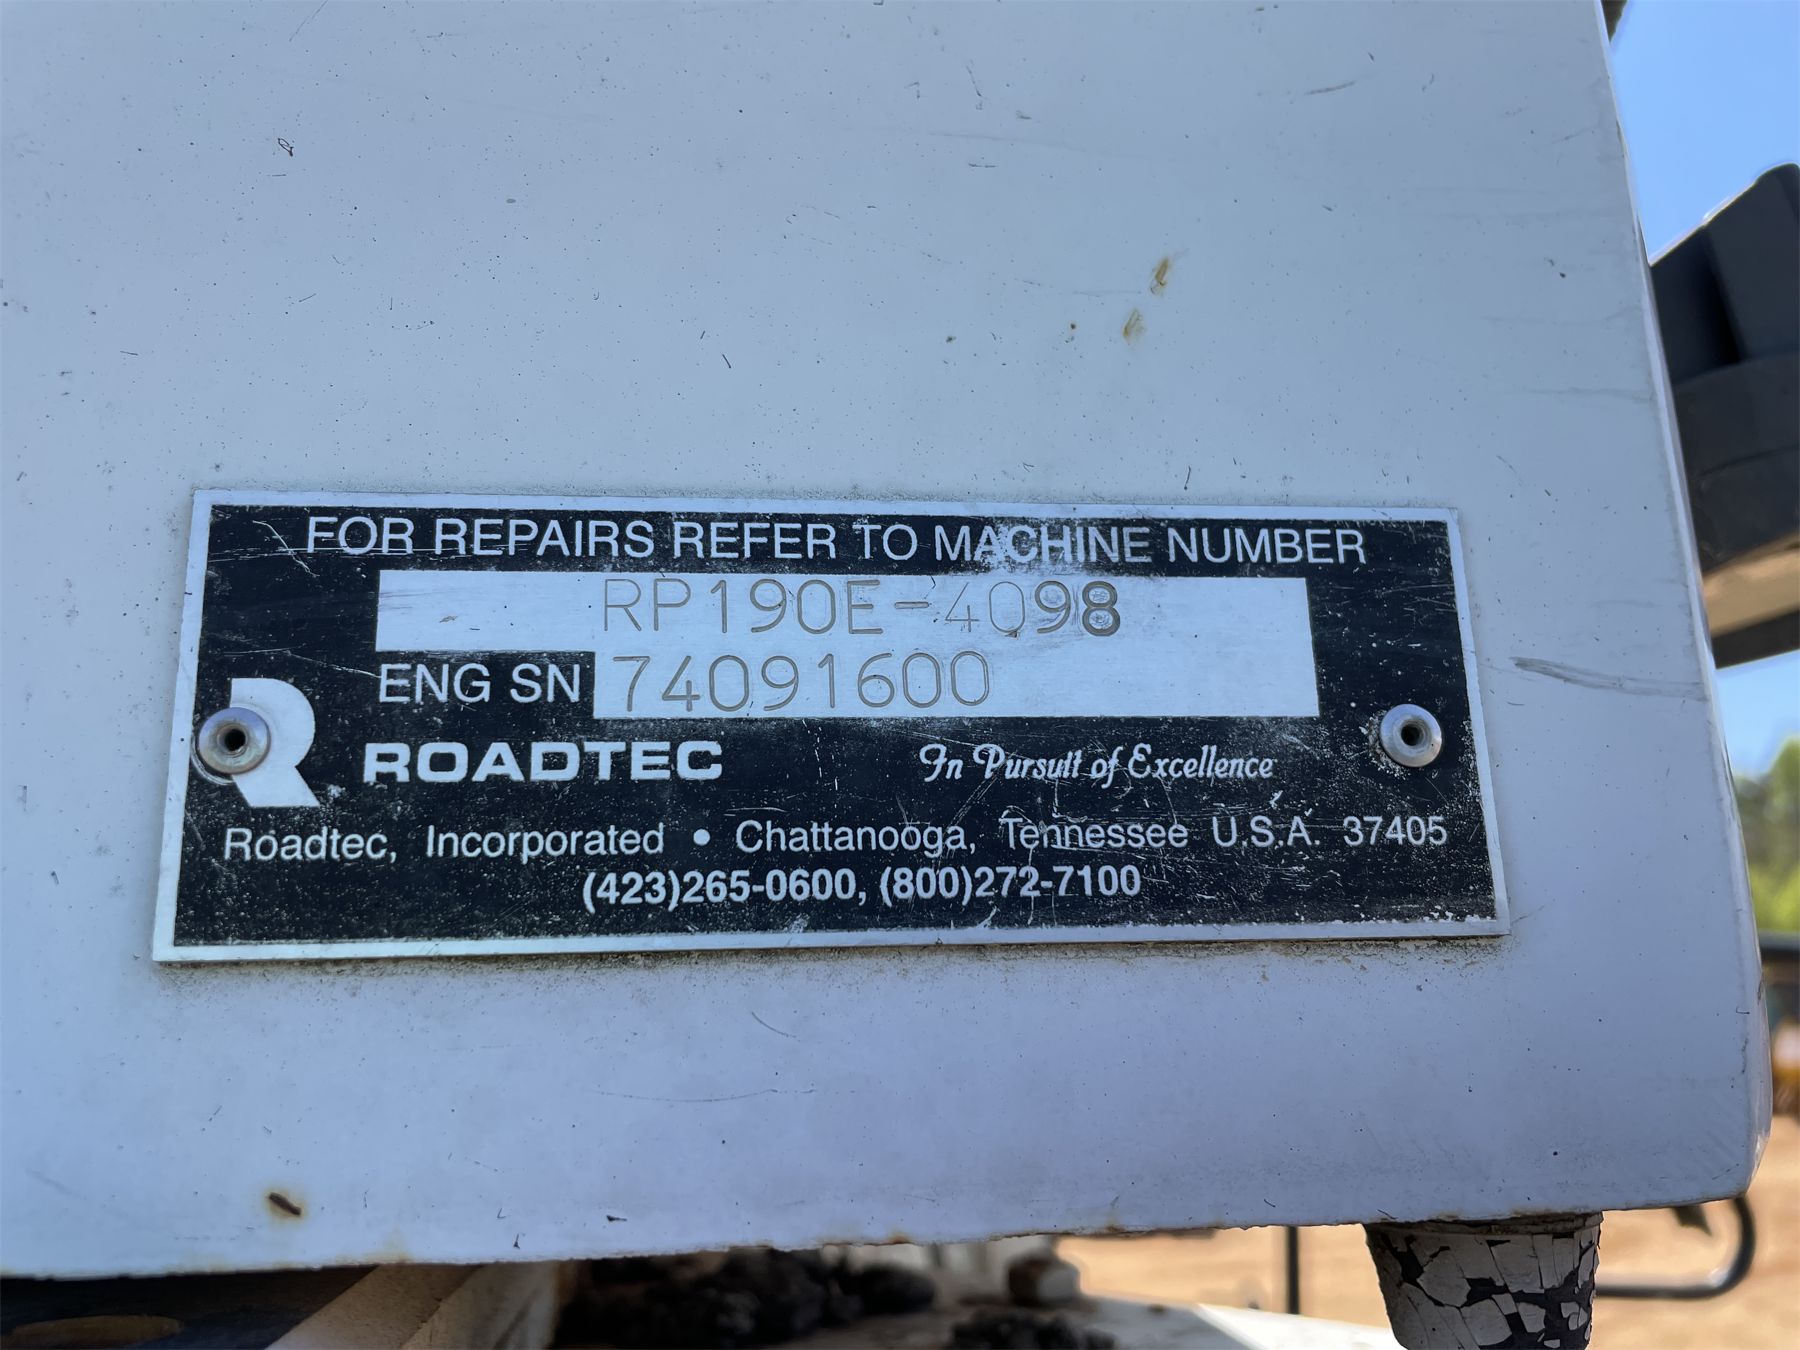 FOR REPAIRS REFER TO MACHINE NUMBER
RP190E-4098
ENG SN 74091600
R
ROADTEC In Pursuit of Excellence
Roadtec, Incorporated • Chattanooga, Tennessee U.S.A. 37405
(423)265-0600, (800)272-7100